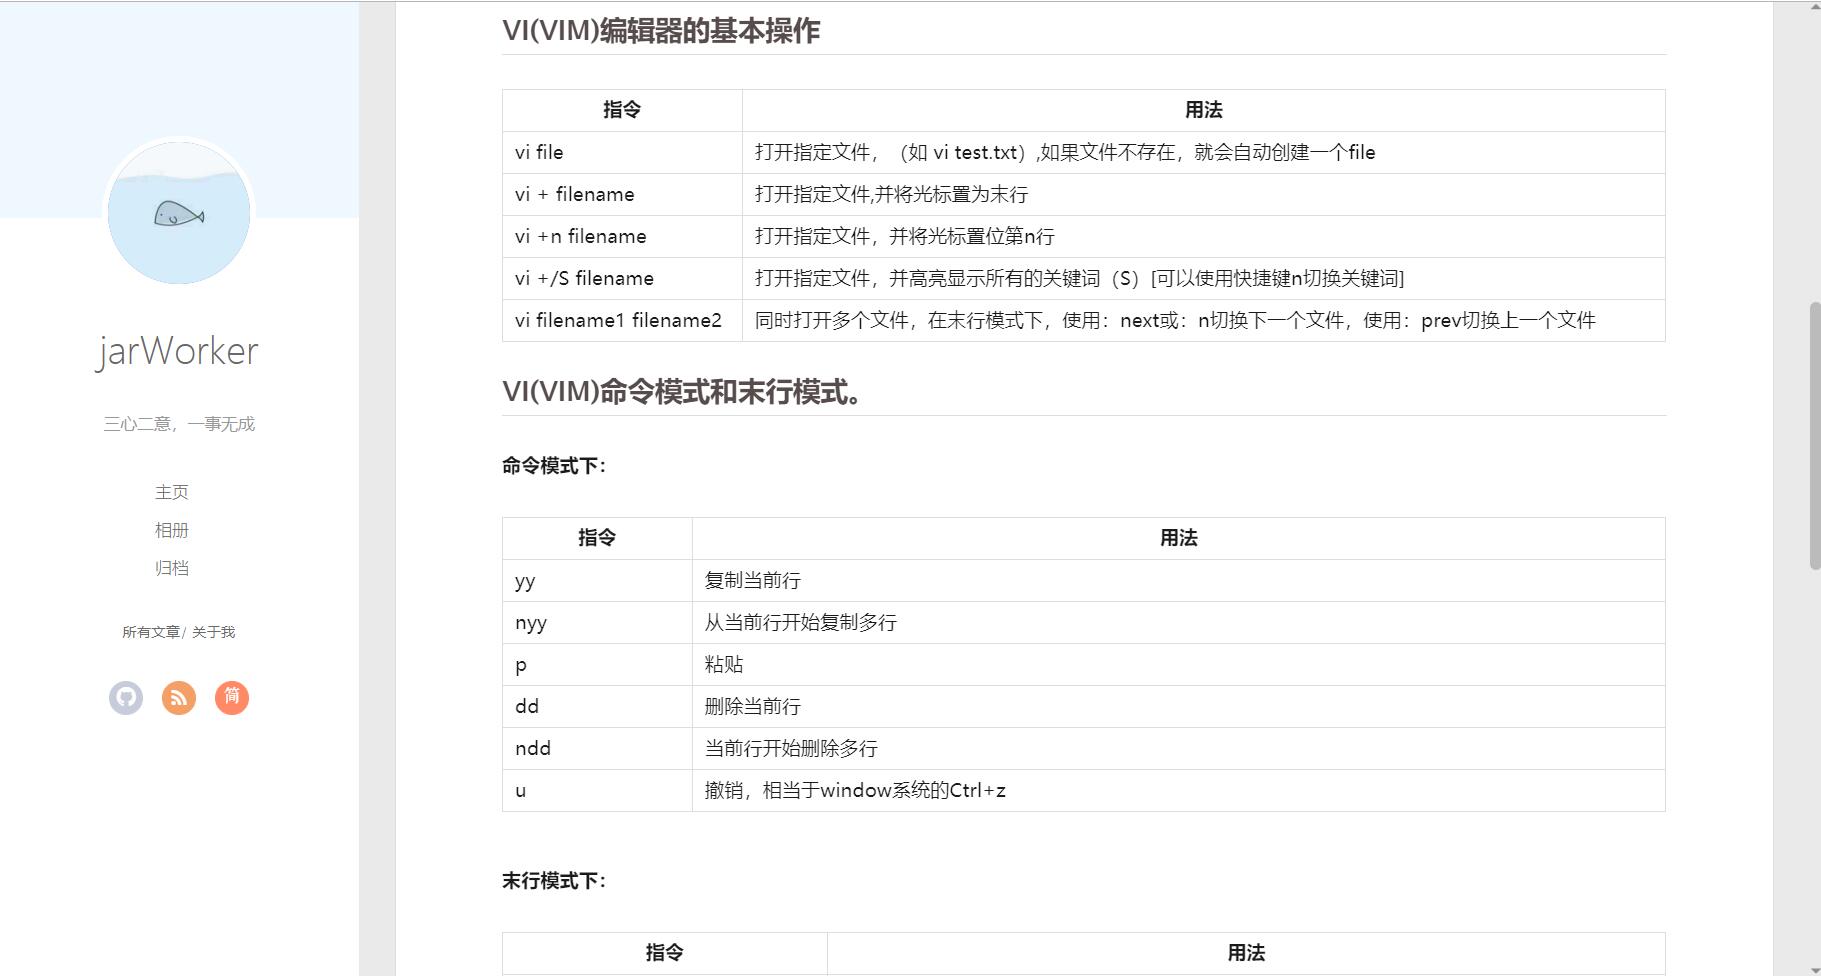 jarWorker
三心二意，一事无成
主页
相册
归档
所有文章/ 关于我
简
VI(VIM)编辑器的基本操作
指令 用法
vi file 打开指定文件，（如 vi test.txt）,如果文件不存在，就会自动创建一个file
vi + filename 打开指定文件,并将光标置为末行
vi +n filename 打开指定文件，并将光标置位第n行
vi +/S filename 打开指定文件，并高亮显示所有的关键词（S）[可以使用快捷键n切换关键词]
vi filename1 filename2 同时打开多个文件，在末行模式下，使用：next或：n切换下一个文件，使用：prev切换上一个文件
VI(VIM)命令模式和末行模式。
命令模式下：
指令 用法
yy 复制当前行
nyy 从当前行开始复制多行
p 粘贴
dd 删除当前行
ndd 当前行开始删除多行
u 撤销，相当于window系统的Ctrl+z
末行模式下：
指令 用法